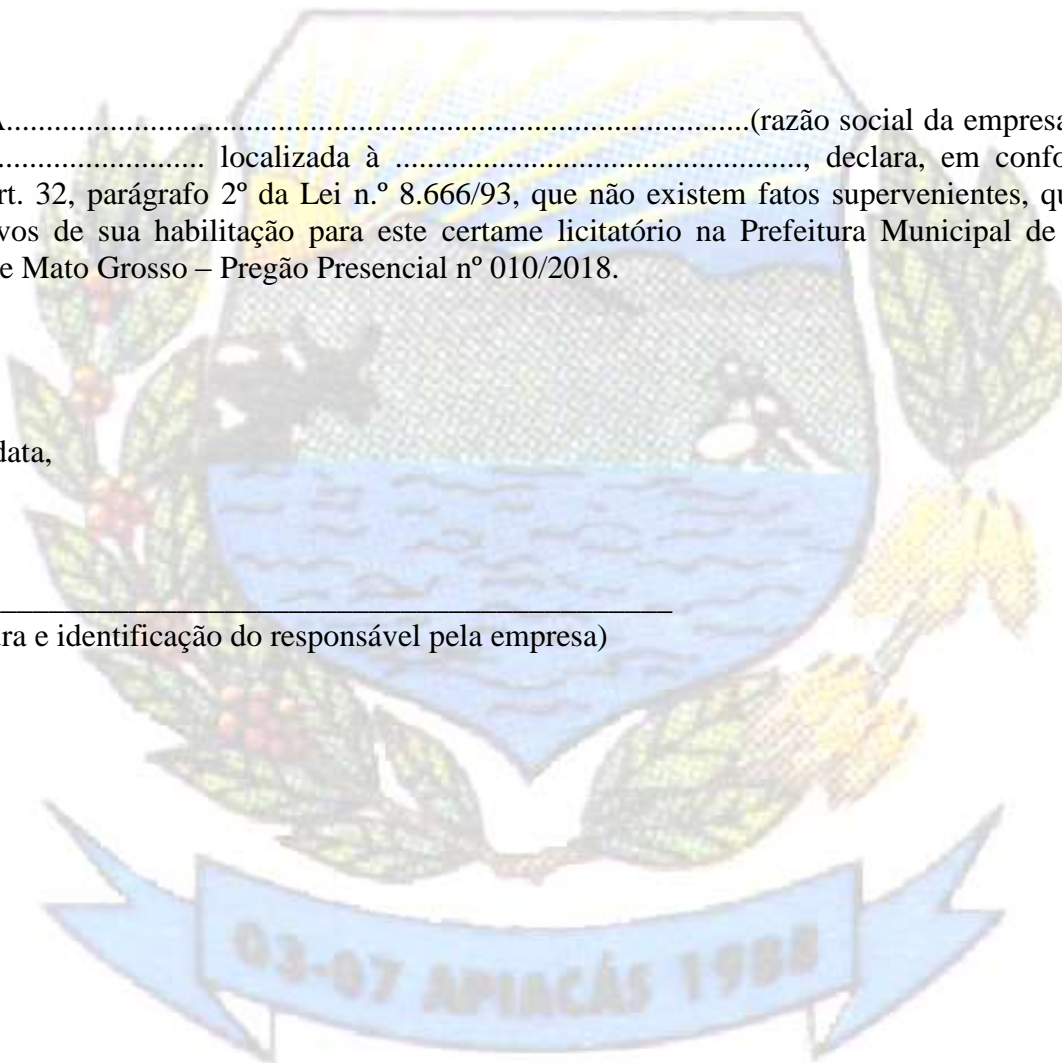 A............................................................................................(razão social da empresa
.......................... localizada à ..................................................., declara, em confo
rt. 32, parágrafo 2º da Lei n.º 8.666/93, que não existem fatos supervenientes, qu
vos de sua habilitação para este certame licitatório na Prefeitura Municipal de
e Mato Grosso – Pregão Presencial nº 010/2018.
data,
____________________________________________
ura e identificação do responsável pela empresa)
03-07 APIACÁS 1988